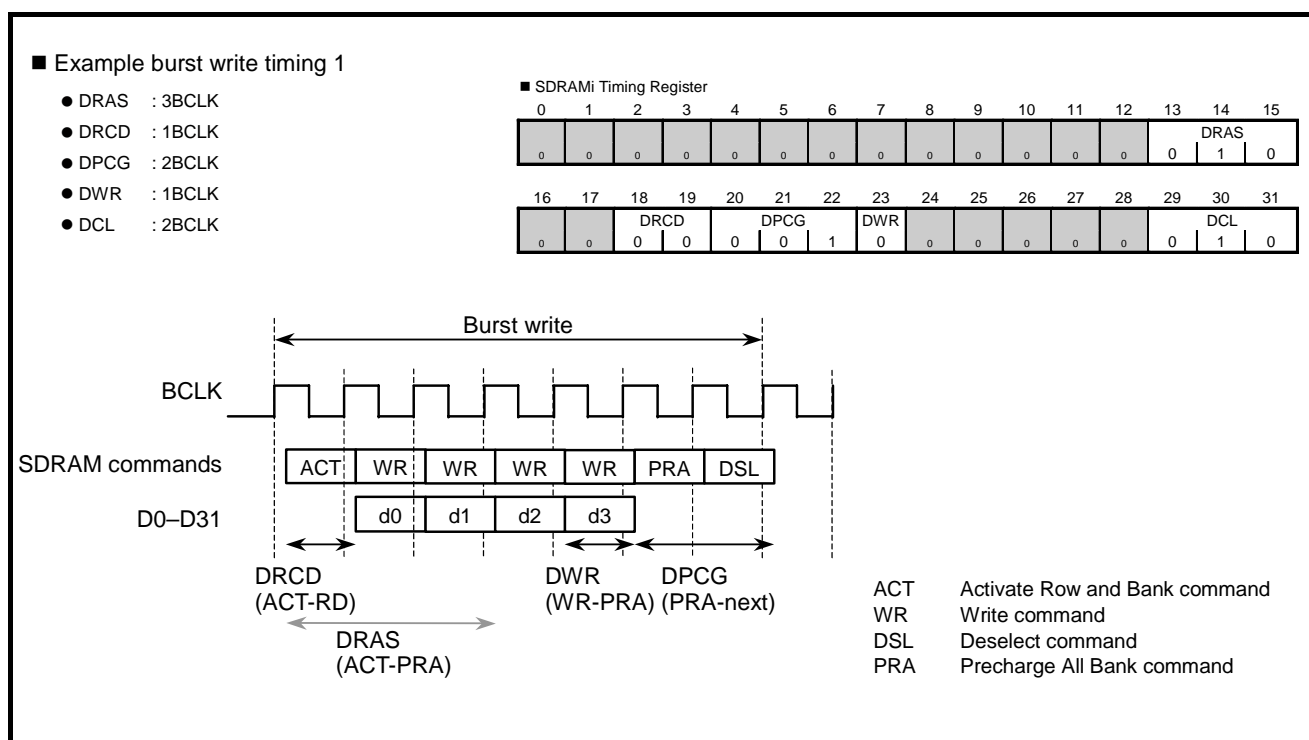 ■ Example burst write timing 1
● DRAS : 3BCLK
● DRCD : 1BCLK
● DPCG : 2BCLK
● DWR : 1BCLK
● DCL : 2BCLK
■ SDRAMi Timing Register
0 1 2 3 4 5 6 7 8 9 10 11 12 13 14 15
DRAS
0 0 0 0 0 0 0 0 0 0 0 0 0 0 1 0
16 17 18 19 20 21 22 23 24 25 26 27 28 29 30 31
DRCD DPCG DWR DCL
0 0 0 0 0 0 1 0 0 0 0 0 0 0 1 0
Burst write
BCLK
SDRAM commands ACT WR WR WR WR PRA DSL
D0–D31 d0 d1 d2 d3
DRCD
(ACT-RD)
DWR
(WR-PRA)
DPCG
(PRA-next)
DRAS
(ACT-PRA)
ACT Activate Row and Bank command
WR Write command
DSL Deselect command
PRA Precharge All Bank command